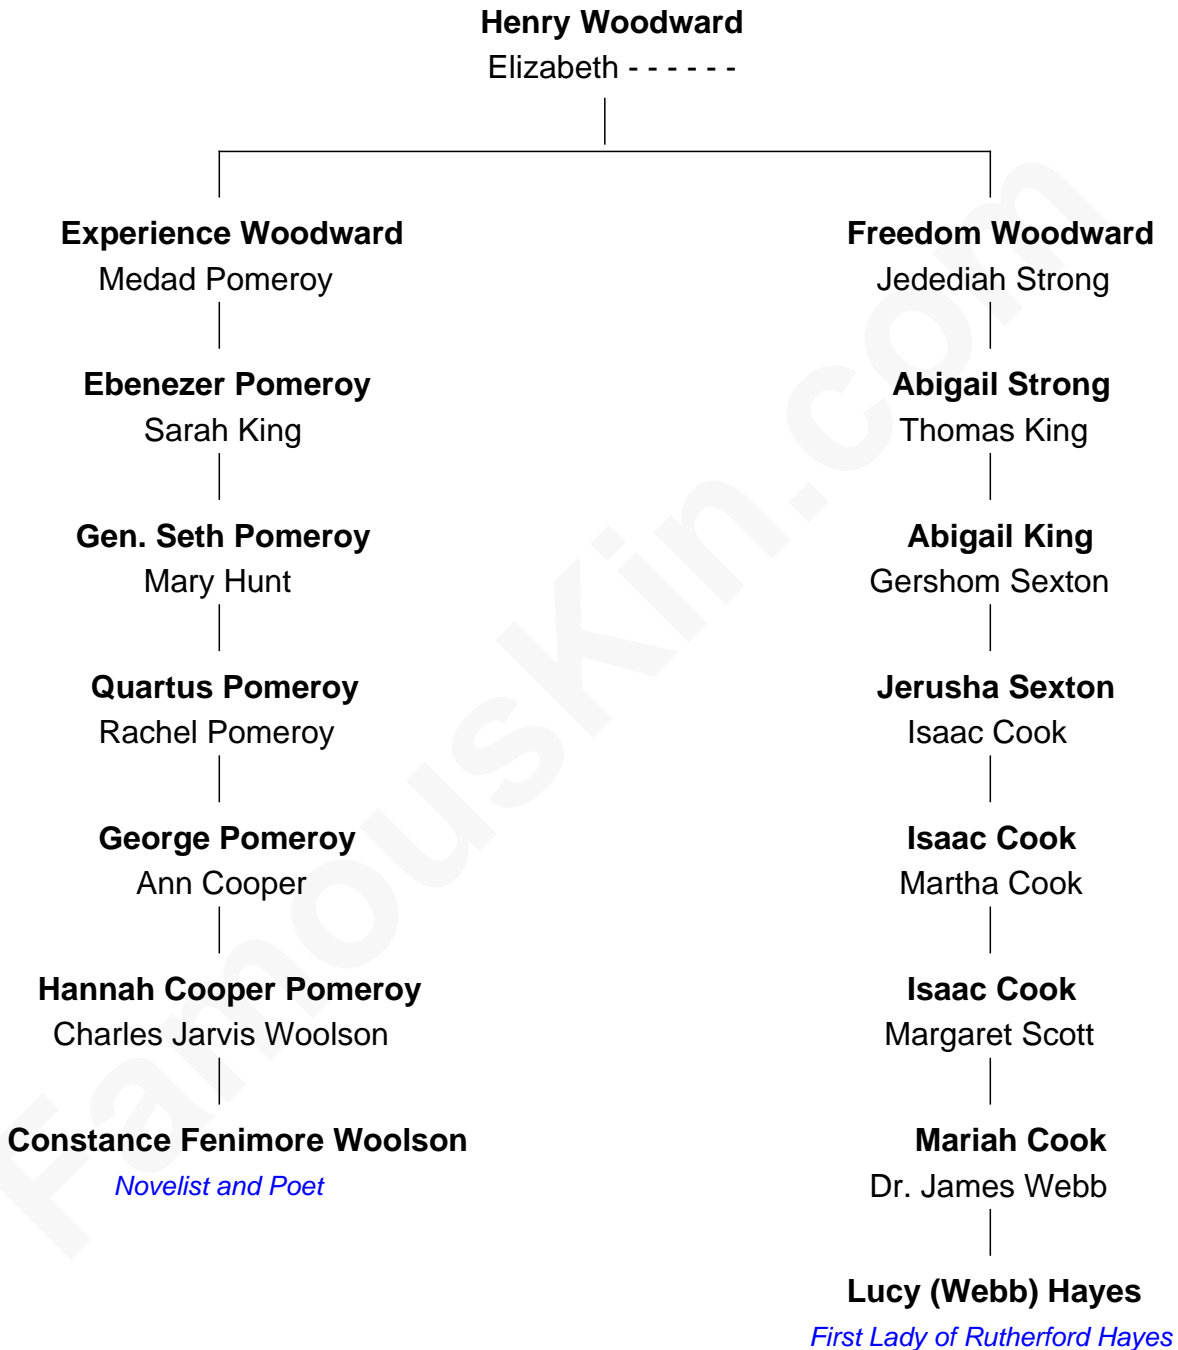 Henry Woodward
Elizabeth - - - - - -
Experience Woodward
Medad Pomeroy
Freedom Woodward
Jedediah Strong
Ebenezer Pomeroy
Sarah King
Abigail Strong
Thomas King
Gen. Seth Pomeroy
Mary Hunt
Abigail King
Gershom Sexton
Quartus Pomeroy
Rachel Pomeroy
Jerusha Sexton
Isaac Cook
George Pomeroy
Ann Cooper
Isaac Cook
Martha Cook
Hannah Cooper Pomeroy
Charles Jarvis Woolson
Isaac Cook
Margaret Scott
Constance Fenimore Woolson
Novelist and Poet
Mariah Cook
Dr. James Webb
Lucy (Webb) Hayes
First Lady of Rutherford Hayes
FamousKin.com